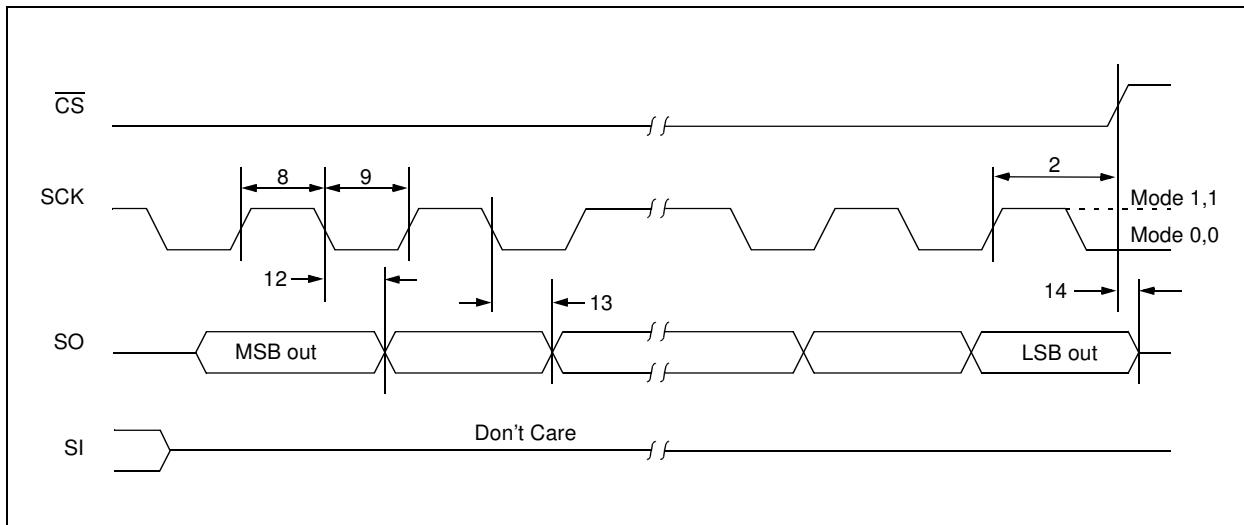 CS
SCK
8
9
2
Mode 1,1
Mode 0,0
12
13
14
SO
MSB out
LSB out
SI
Don't Care